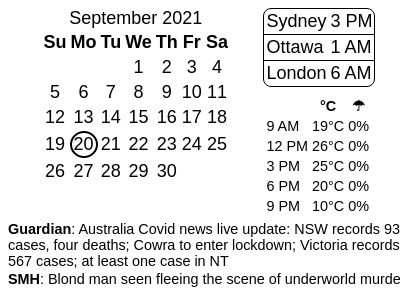 September 2021
Su Mo Tu We Th Fr Sa
1 2 3 4
5 6 7 8 9 10 11
12 13 14 15 16 17 18
19 20 21 22 23 24 25
26 27 28 29 30
Sydney 3 PM
Ottawa 1 AM
London 6 AM
°C ☂
9 AM 19°C 0%
12 PM 26°C 0%
3 PM 25°C 0%
6 PM 20°C 0%
9 PM 10°C 0%
Guardian: Australia Covid news live update: NSW records 93
cases, four deaths; Cowra to enter lockdown; Victoria records
567 cases; at least one case in NT
SMH: Blond man seen fleeing the scene of underworld murde